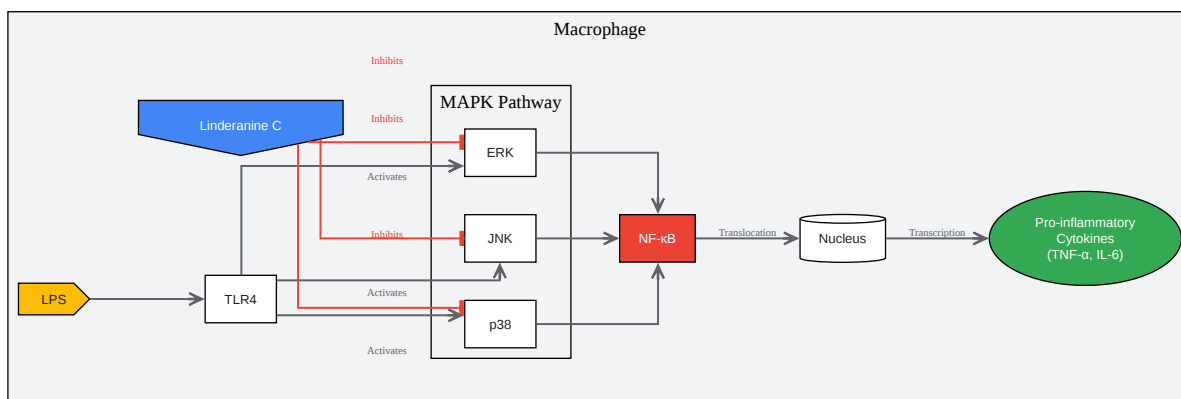 Macrophage
Inhibits
Linderanine C
MAPK Pathway
Inhibits
ERK
Activates
Inhibits
JNK
NF-κB
Translocation
Nucleus
Transcription
Pro-inflammatory
Cytokines
(TNF-α, IL-6)
LPS
TLR4
Activates
p38
Activates